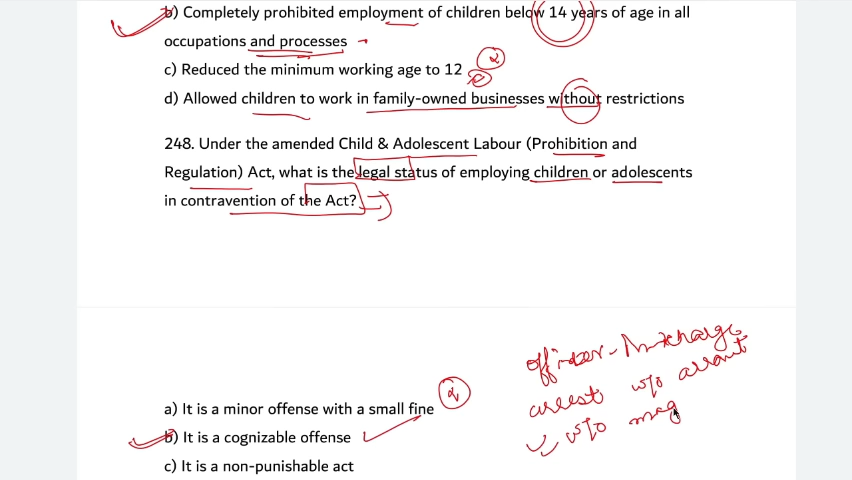 b) Completely prohibited employment of children below 14 years of age in all
occupations and processes
c) Reduced the minimum working age to 12
d) Allowed children to work in family-owned businesses without restrictions
248. Under the amended Child & Adolescent Labour (Prohibition and
Regulation) Act, what is the legal status of employing children or adolescents
in contravention of the Act?
officer-Incharge
arrest w/o arrant
a) It is a minor offense with a small fine
w/o mag
b) It is a cognizable offense
c) It is a non-punishable act